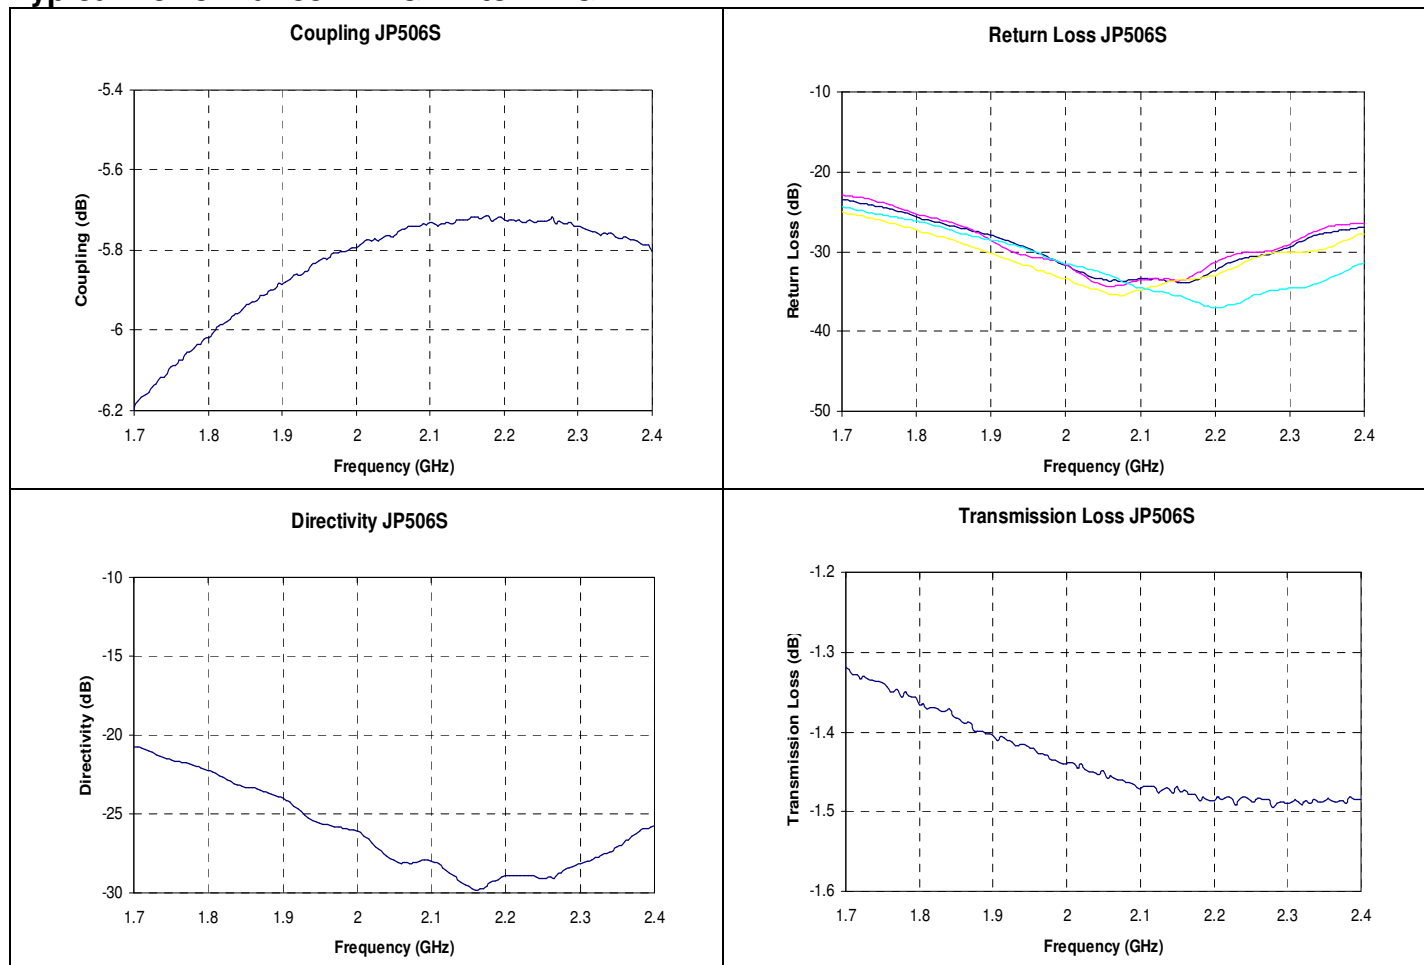 Coupling JP506S
-5.4
-5.6
-5.8
-6
-6.2
Coupling (dB)
1.7 1.8 1.9 2 2.1 2.2 2.3 2.4
Frequency (GHz)
Return Loss JP506S
-10
-20
-30
-40
-50
Return Loss (dB)
1.7 1.8 1.9 2 2.1 2.2 2.3 2.4
Frequency (GHz)
Directivity JP506S
-10
-15
-20
-25
-30
Directivity (dB)
1.7 1.8 1.9 2 2.1 2.2 2.3 2.4
Frequency (GHz)
Transmission Loss JP506S
-1.2
-1.3
-1.4
-1.5
-1.6
Transmission Loss (dB)
1.7 1.8 1.9 2 2.1 2.2 2.3 2.4
Frequency (GHz)